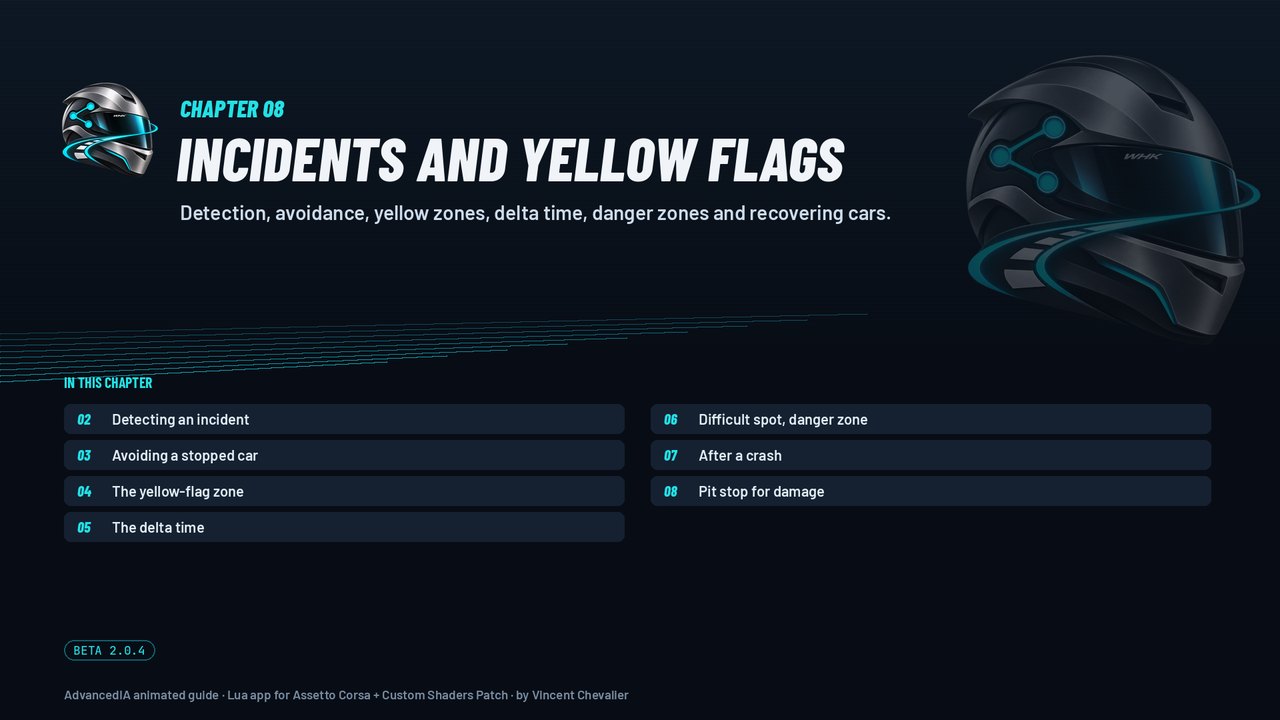 CHAPTER 08
INCIDENTS AND YELLOW FLAGS
Detection, avoidance, yellow zones, delta time, danger zones and recovering cars.
WHK
IN THIS CHAPTER
02 Detecting an incident
03 Avoiding a stopped car
04 The yellow-flag zone
05 The delta time
06 Difficult spot, danger zone
07 After a crash
08 Pit stop for damage
BETA 2.0.4
AdvancedIA animated guide · Lua app for Assetto Corsa + Custom Shaders Patch · by Vincent Chevalier